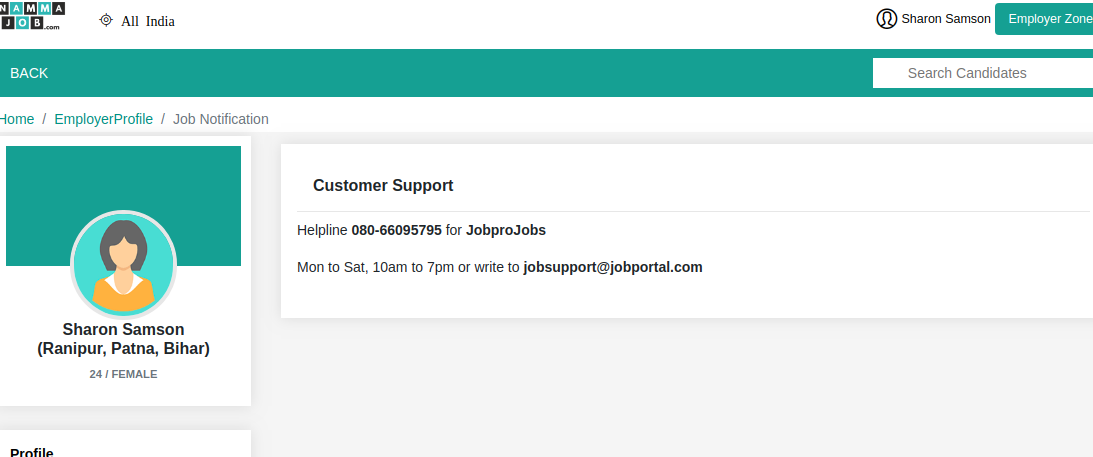 NAMMA
JOB.com
All India
Sharon Samson
Employer Zone
BACK
Search Candidates
Home / EmployerProfile / Job Notification
Customer Support
Helpline 080-66095795 for JobproJobs
Mon to Sat, 10am to 7pm or write to jobsupport@jobportal.com
Sharon Samson
(Ranipur, Patna, Bihar)
24 / FEMALE
Profile